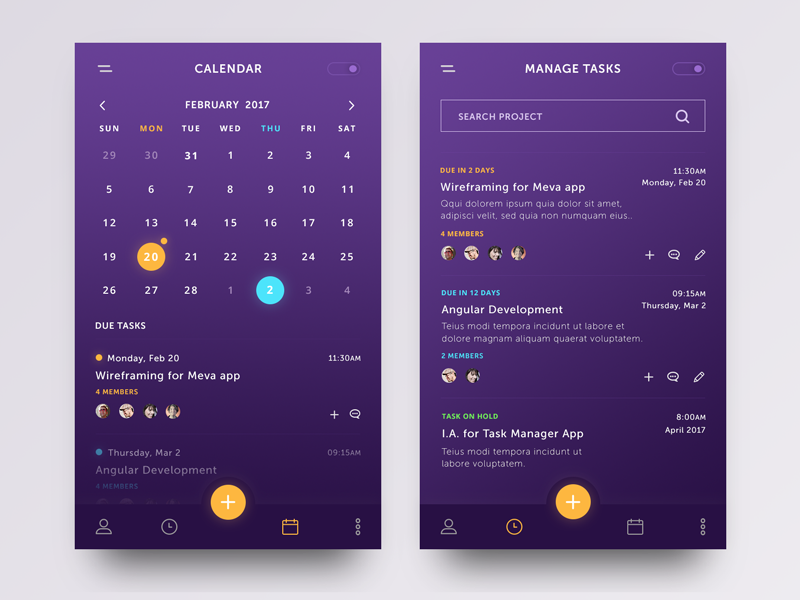 CALENDAR
FEBRUARY 2017
SUN MON TUE WED THU FRI SAT
29 30 31 1 2 3 4
5 6 7 8 9 10 11
12 13 14 15 16 17 18
19 20 21 22 23 24 25
26 27 28 1 2 3 4
DUE TASKS
Monday, Feb 20 11:30AM
Wireframing for Meva app
4 MEMBERS
Thursday, Mar 2 09:15AM
Angular Development
4 MEMBERS
MANAGE TASKS
SEARCH PROJECT
DUE IN 2 DAYS 11:30AM
Wireframing for Meva app Monday, Feb 20
Qqui dolorem ipsum quia dolor sit amet,
adipisci velit, sed quia non numquam eius..
4 MEMBERS
DUE IN 12 DAYS 09:15AM
Angular Development Thursday, Mar 2
Teius modi tempora incidunt ut labore et
dolore magnam aliquam quaerat voluptatem.
2 MEMBERS
TASK ON HOLD 8:00AM
I.A. for Task Manager App April 2017
Teius modi tempora incidunt ut
labore voluptatem.